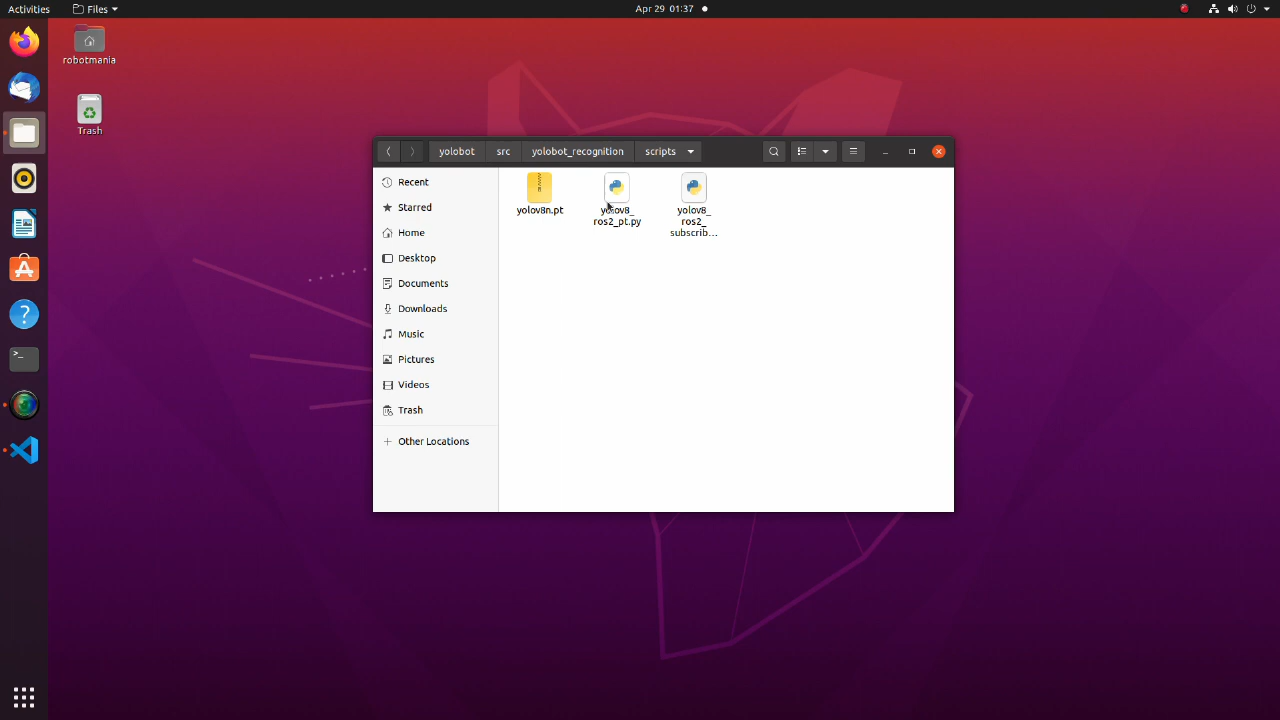 Activities
Files
Apr 29 01:37
robotmania
Trash
yolobot
src
yolobot_recognition
scripts
Recent
Starred
Home
Desktop
Documents
Downloads
Music
Pictures
Videos
Trash
Other Locations
yolov8n.pt
yolov8_
ros2_pt.py
yolov8_
ros2_
subscrib...